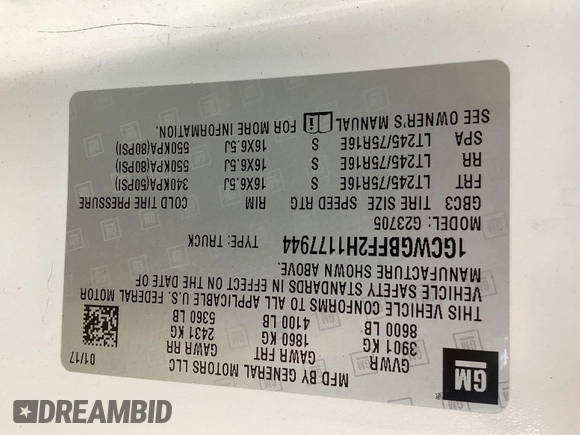 GM
MFD BY GENERAL MOTORS LLC
01/17
GVWR GAWR FRT GAWR RR
3901 KG 1860 KG 2431 KG
8600 LB 4100 LB 5360 LB
THIS VEHICLE CONFORMS TO ALL APPLICABLE U.S. FEDERAL MOTOR
VEHICLE SAFETY STANDARDS IN EFFECT ON THE DATE OF
MANUFACTURE SHOWN ABOVE.
1GCWGBFF2H1177944 TYPE: TRUCK
MODEL: G23705
GBC3 TIRE SIZE SPEED RTG RIM COLD TIRE PRESSURE
FRT LT245/75R16E S 16X6.5J 340KPA(50PSI)
RR LT245/75R16E S 16X6.5J 550KPA(80PSI)
SPA LT245/75R16E S 16X6.5J 550KPA(80PSI)
SEE OWNER'S MANUAL FOR MORE INFORMATION.
DREAMBID